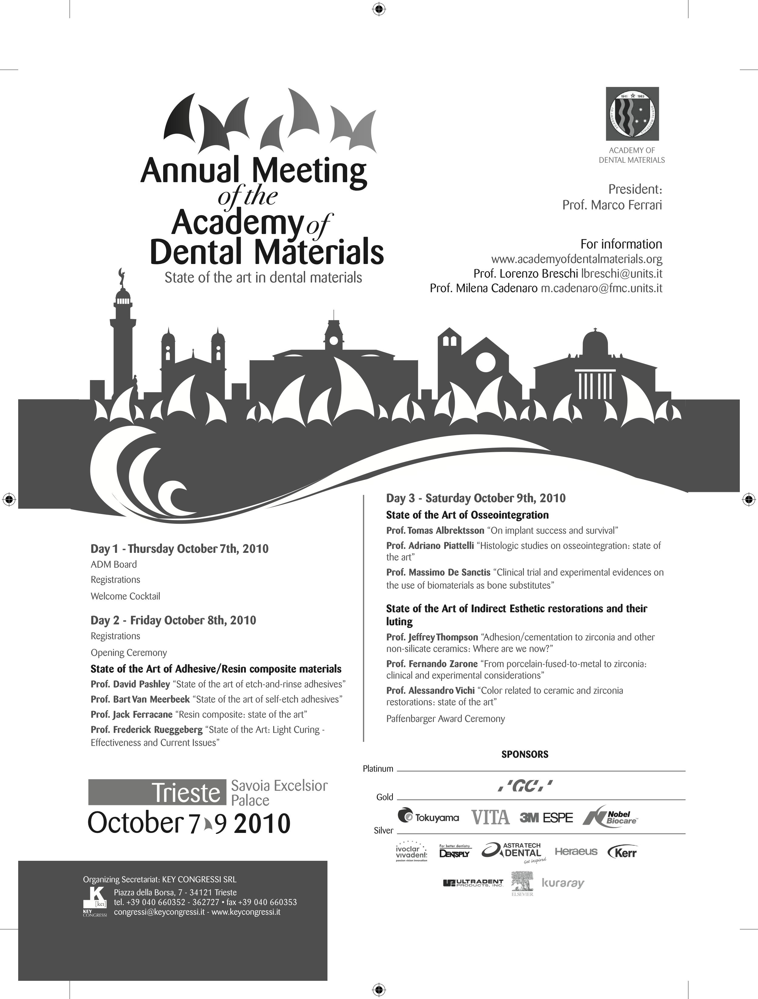 Annual Meeting
of the
Academy of
Dental Materials
State of the art in dental materials
1941 1983
ACADEMY OF DENTAL MATERIALS
ACADEMY OF
DENTAL MATERIALS
President:
Prof. Marco Ferrari
For information
www.academyofdentalmaterials.org
Prof. Lorenzo Breschi lbreschi@units.it
Prof. Milena Cadenaro m.cadenaro@fmc.units.it
Day 1 - Thursday October 7th, 2010
ADM Board
Registrations
Welcome Cocktail
Day 2 - Friday October 8th, 2010
Registrations
Opening Ceremony
State of the Art of Adhesive/Resin composite materials
Prof. David Pashley “State of the art of etch-and-rinse adhesives”
Prof. Bart Van Meerbeek “State of the art of self-etch adhesives”
Prof. Jack Ferracane “Resin composite: state of the art”
Prof. Frederick Rueggeberg “State of the Art: Light Curing -
Effectiveness and Current Issues”
Day 3 - Saturday October 9th, 2010
State of the Art of Osseointegration
Prof. Tomas Albrektsson “On implant success and survival”
Prof. Adriano Piattelli “Histologic studies on osseointegration: state of
the art”
Prof. Massimo De Sanctis “Clinical trial and experimental evidences on
the use of biomaterials as bone substitutes”
State of the Art of Indirect Esthetic restorations and their
luting
Prof. Jeffrey Thompson “Adhesion/cementation to zirconia and other
non-silicate ceramics: Where are we now?”
Prof. Fernando Zarone “From porcelain-fused-to-metal to zirconia:
clinical and experimental considerations”
Prof. Alessandro Vichi “Color related to ceramic and zirconia
restorations: state of the art”
Paffenbarger Award Ceremony
Trieste
Savoia Excelsior
Palace
October 7 9 2010
SPONSORS
Platinum
GC
Gold
Tokuyama VITA 3M ESPE Nobel
Biocare™
Silver
ivoclar
vivadent:
passion vision innovation
For better dentistry
DENTSPLY
ASTRA TECH
DENTAL
Get inspired
Heraeus
Kerr
ULTRADENT
PRODUCTS, INC.
ELSEVIER
kuraray
Organizing Secretariat: KEY CONGRESSI SRL
K
[keı]
KEY
CONGRESSI
Piazza della Borsa, 7 - 34121 Trieste
tel. +39 040 660352 - 362727 • fax +39 040 660353
congressi@keycongressi.it - www.keycongressi.it